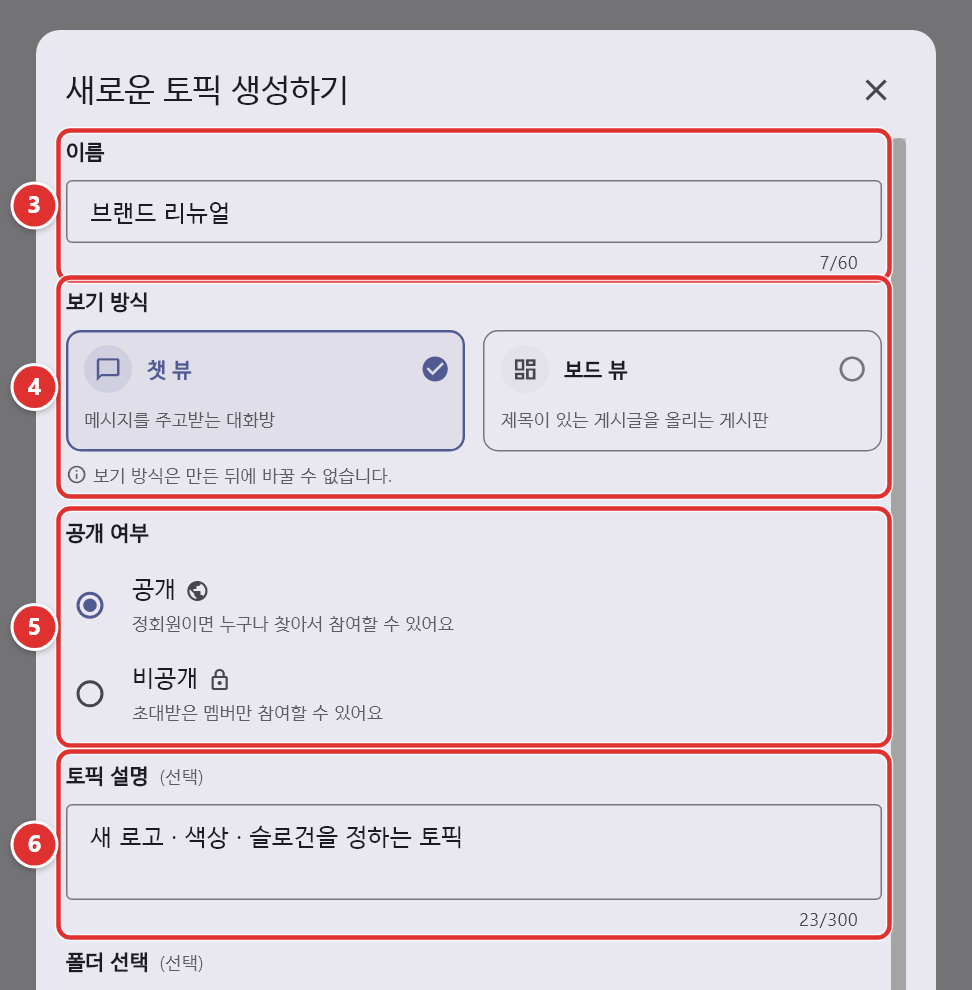 새로운 토픽 생성하기
이름
3
브랜드 리뉴얼
7/60
보기 방식
4
챗 뷰
메시지를 주고받는 대화방
보드 뷰
제목이 있는 게시글을 올리는 게시판
보기 방식은 만든 뒤에 바꿀 수 없습니다.
공개 여부
5
공개
정회원이면 누구나 찾아서 참여할 수 있어요
비공개
초대받은 멤버만 참여할 수 있어요
토픽 설명 (선택)
6
새 로고 · 색상 · 슬로건을 정하는 토픽
23/300
폴더 선택 (선택)